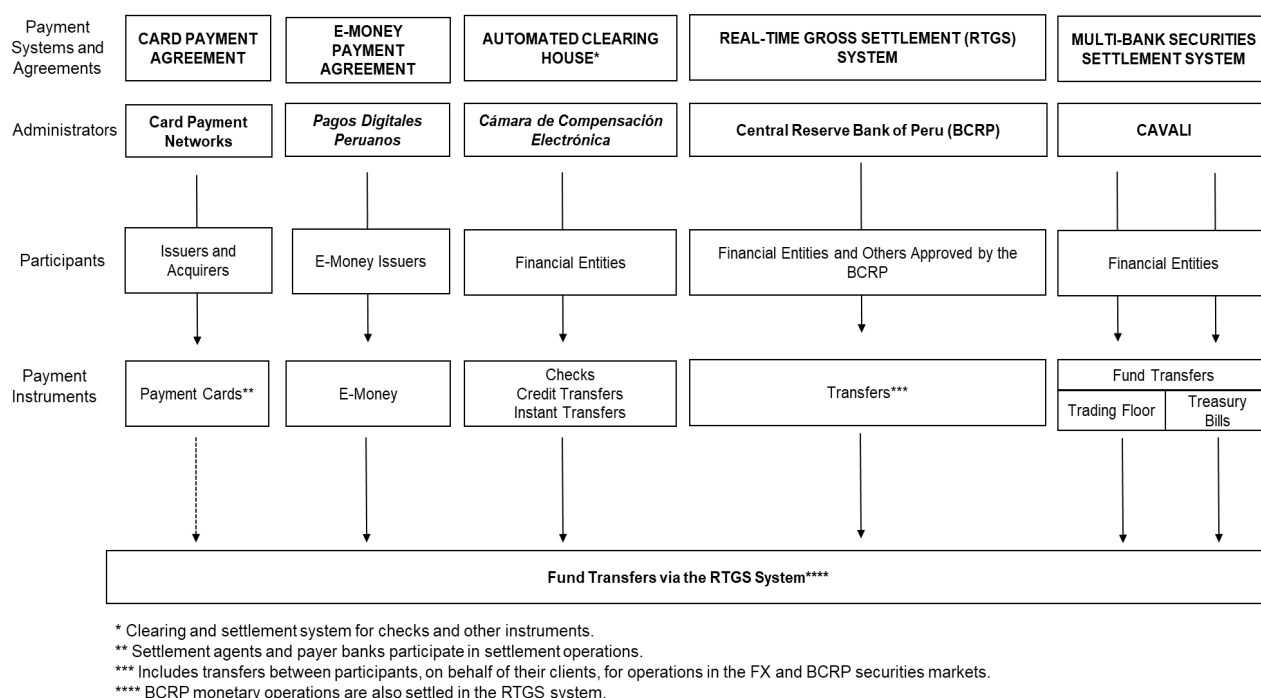 Payment
Systems and
Agreements
CARD PAYMENT
AGREEMENT
E-MONEY
PAYMENT
AGREEMENT
AUTOMATED CLEARING
HOUSE*
REAL-TIME GROSS SETTLEMENT (RTGS)
SYSTEM
MULTI-BANK SECURITIES
SETTLEMENT SYSTEM
Administrators
Card Payment
Networks
Pagos Digitales
Peruanos
Cámara de Compensación
Electrónica
Central Reserve Bank of Peru (BCRP)
CAVALI
Participants
Issuers and
Acquirers
E-Money Issuers
Financial Entities
Financial Entities and Others Approved by the
BCRP
Financial Entities
Payment
Instruments
Payment Cards**
E-Money
Checks
Credit Transfers
Instant Transfers
Transfers***
Fund Transfers
Trading Floor
Treasury
Bills
Fund Transfers via the RTGS System****
* Clearing and settlement system for checks and other instruments.
** Settlement agents and payer banks participate in settlement operations.
*** Includes transfers between participants, on behalf of their clients, for operations in the FX and BCRP securities markets.
**** BCRP monetary operations are also settled in the RTGS system.